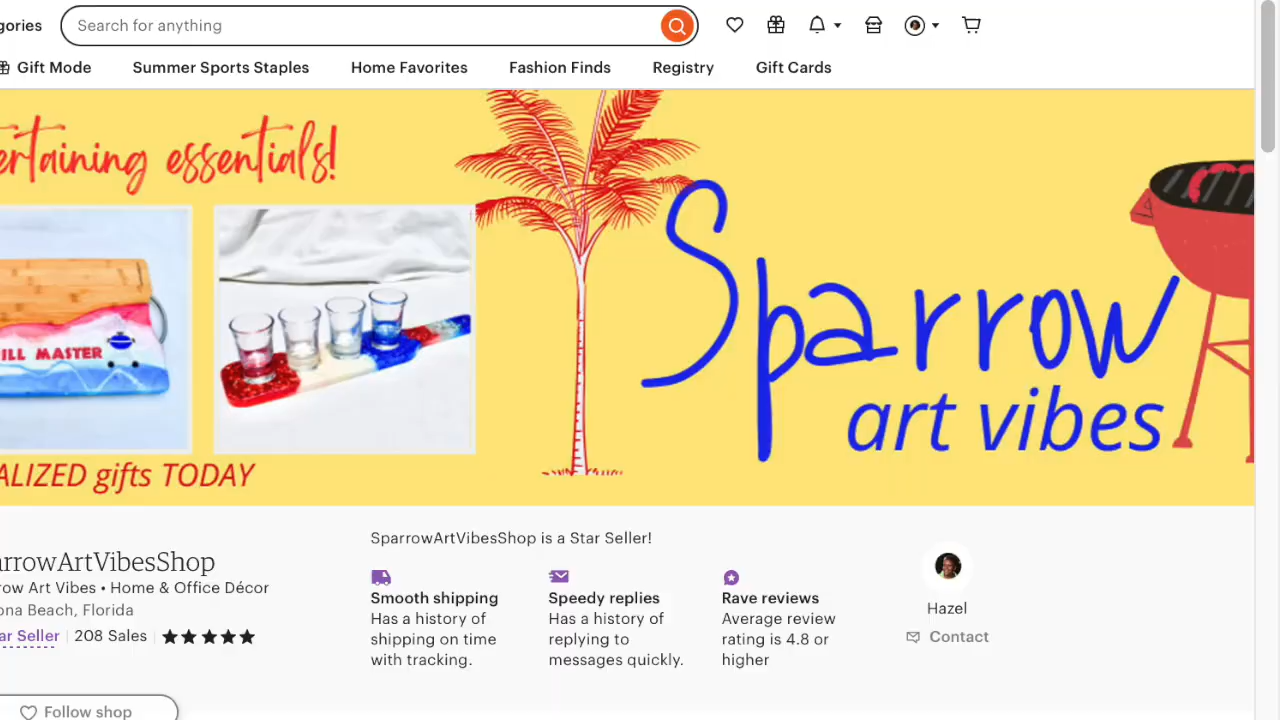 gories
Search for anything
Gift Mode
Summer Sports Staples
Home Favorites
Fashion Finds
Registry
Gift Cards
ertaining essentials!
ILL MASTER
Sparrow
art vibes
ALIZED gifts TODAY
SparrowArtVibesShop is a Star Seller!
arrowArtVibesShop
row Art Vibes • Home & Office Décor
ona Beach, Florida
ar Seller
208 Sales
Smooth shipping
Has a history of
shipping on time
with tracking.
Speedy replies
Has a history of
replying to
messages quickly.
Rave reviews
Average review
rating is 4.8 or
higher
Hazel
Contact
Follow shop